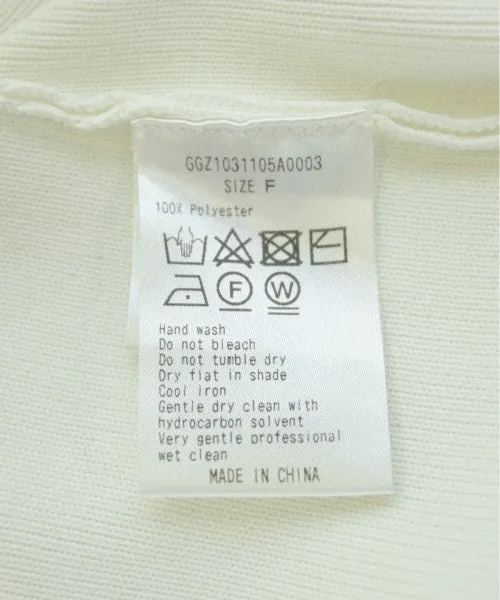 GGZ1031105A0003
SIZE F
100% Polyester
F W
Hand wash
Do not bleach
Do not tumble dry
Dry flat in shade
Cool iron
Gentle dry clean with
hydrocarbon solvent
Very gentle professional
wet clean
MADE IN CHINA